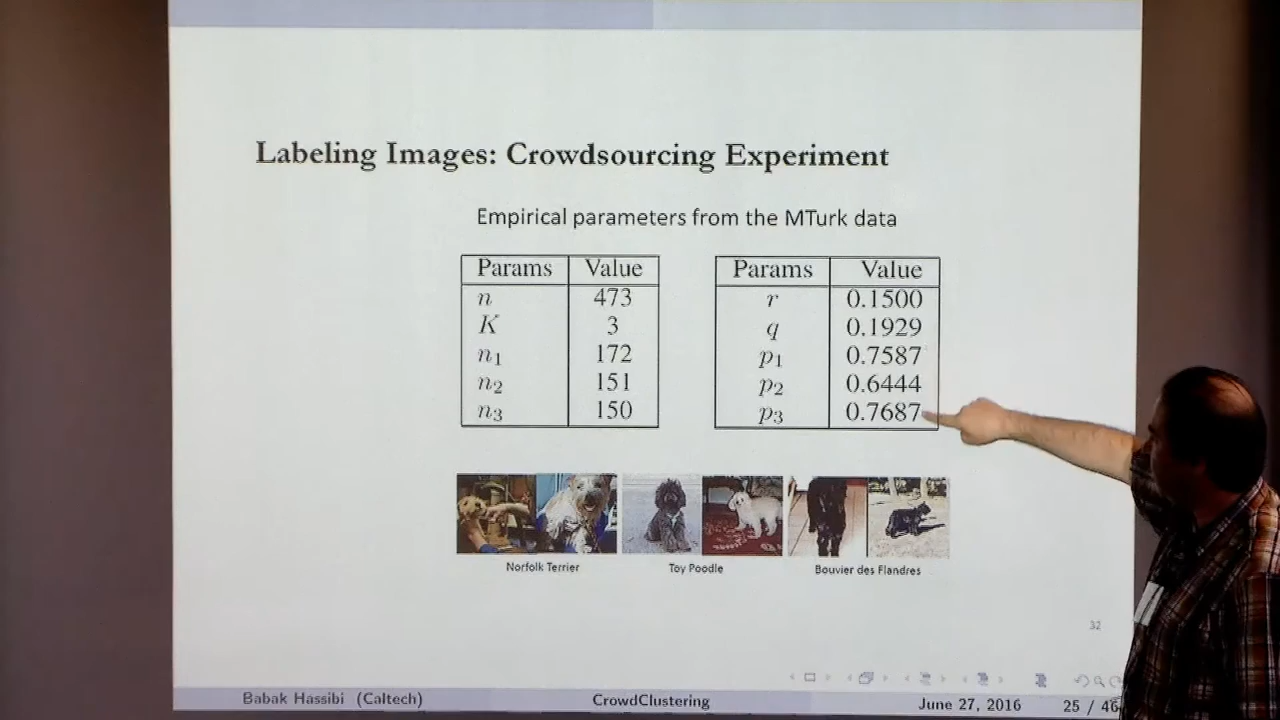 Labeling Images: Crowdsourcing Experiment
Empirical parameters from the MTurk data
Params Value
n 473
K 3
n1 172
n2 151
n3 150
Params Value
r 0.1500
q 0.1929
p1 0.7587
p2 0.6444
p3 0.7687
Norfolk Terrier
Toy Poodle
Bouvier des Flandres
32
Babak Hassibi (Caltech)
CrowdClustering
June 27, 2016
25 / 46